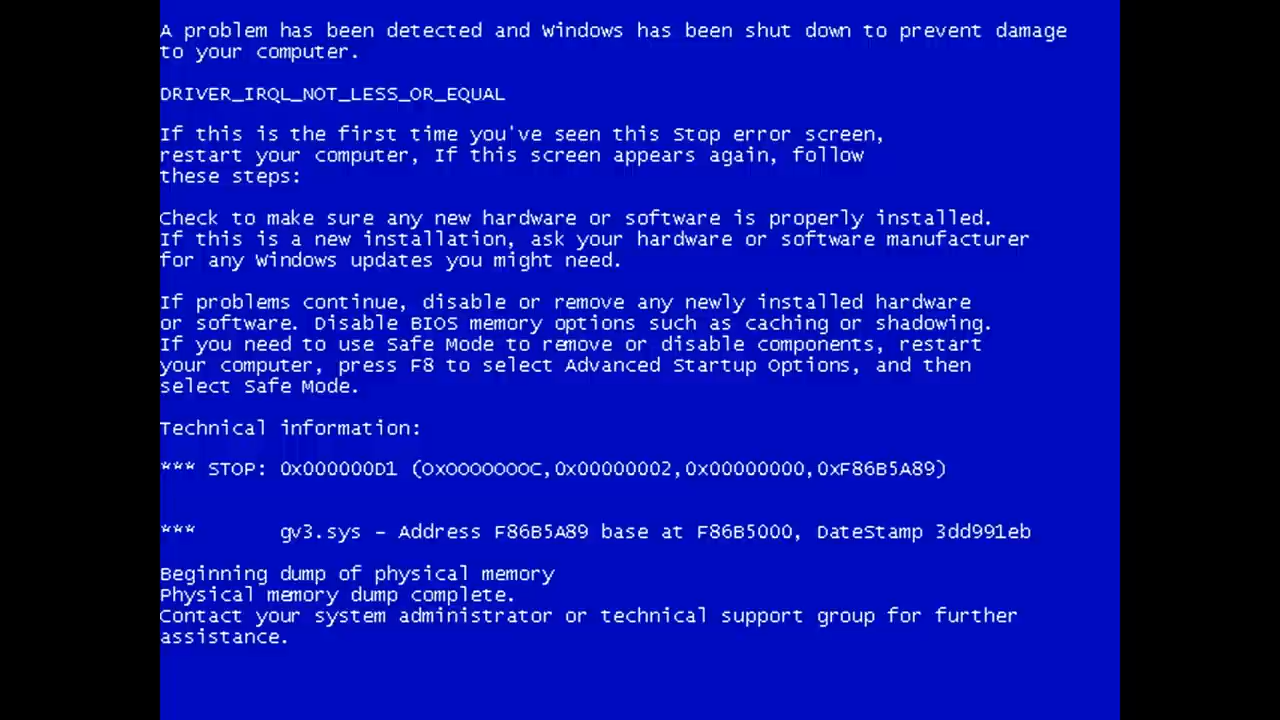 A problem has been detected and Windows has been shut down to prevent damage
to your computer.
DRIVER_IRQL_NOT_LESS_OR_EQUAL
If this is the first time you've seen this Stop error screen,
restart your computer, If this screen appears again, follow
these steps:
Check to make sure any new hardware or software is properly installed.
If this is a new installation, ask your hardware or software manufacturer
for any Windows updates you might need.
If problems continue, disable or remove any newly installed hardware
or software. Disable BIOS memory options such as caching or shadowing.
If you need to use Safe Mode to remove or disable components, restart
your computer, press F8 to select Advanced Startup Options, and then
select Safe Mode.
Technical information:
*** STOP: 0x000000D1 (0x0000000C,0x00000002,0x00000000,0xF86B5A89)
*** gv3.sys - Address F86B5A89 base at F86B5000, DateStamp 3dd991eb
Beginning dump of physical memory
Physical memory dump complete.
Contact your system administrator or technical support group for further
assistance.